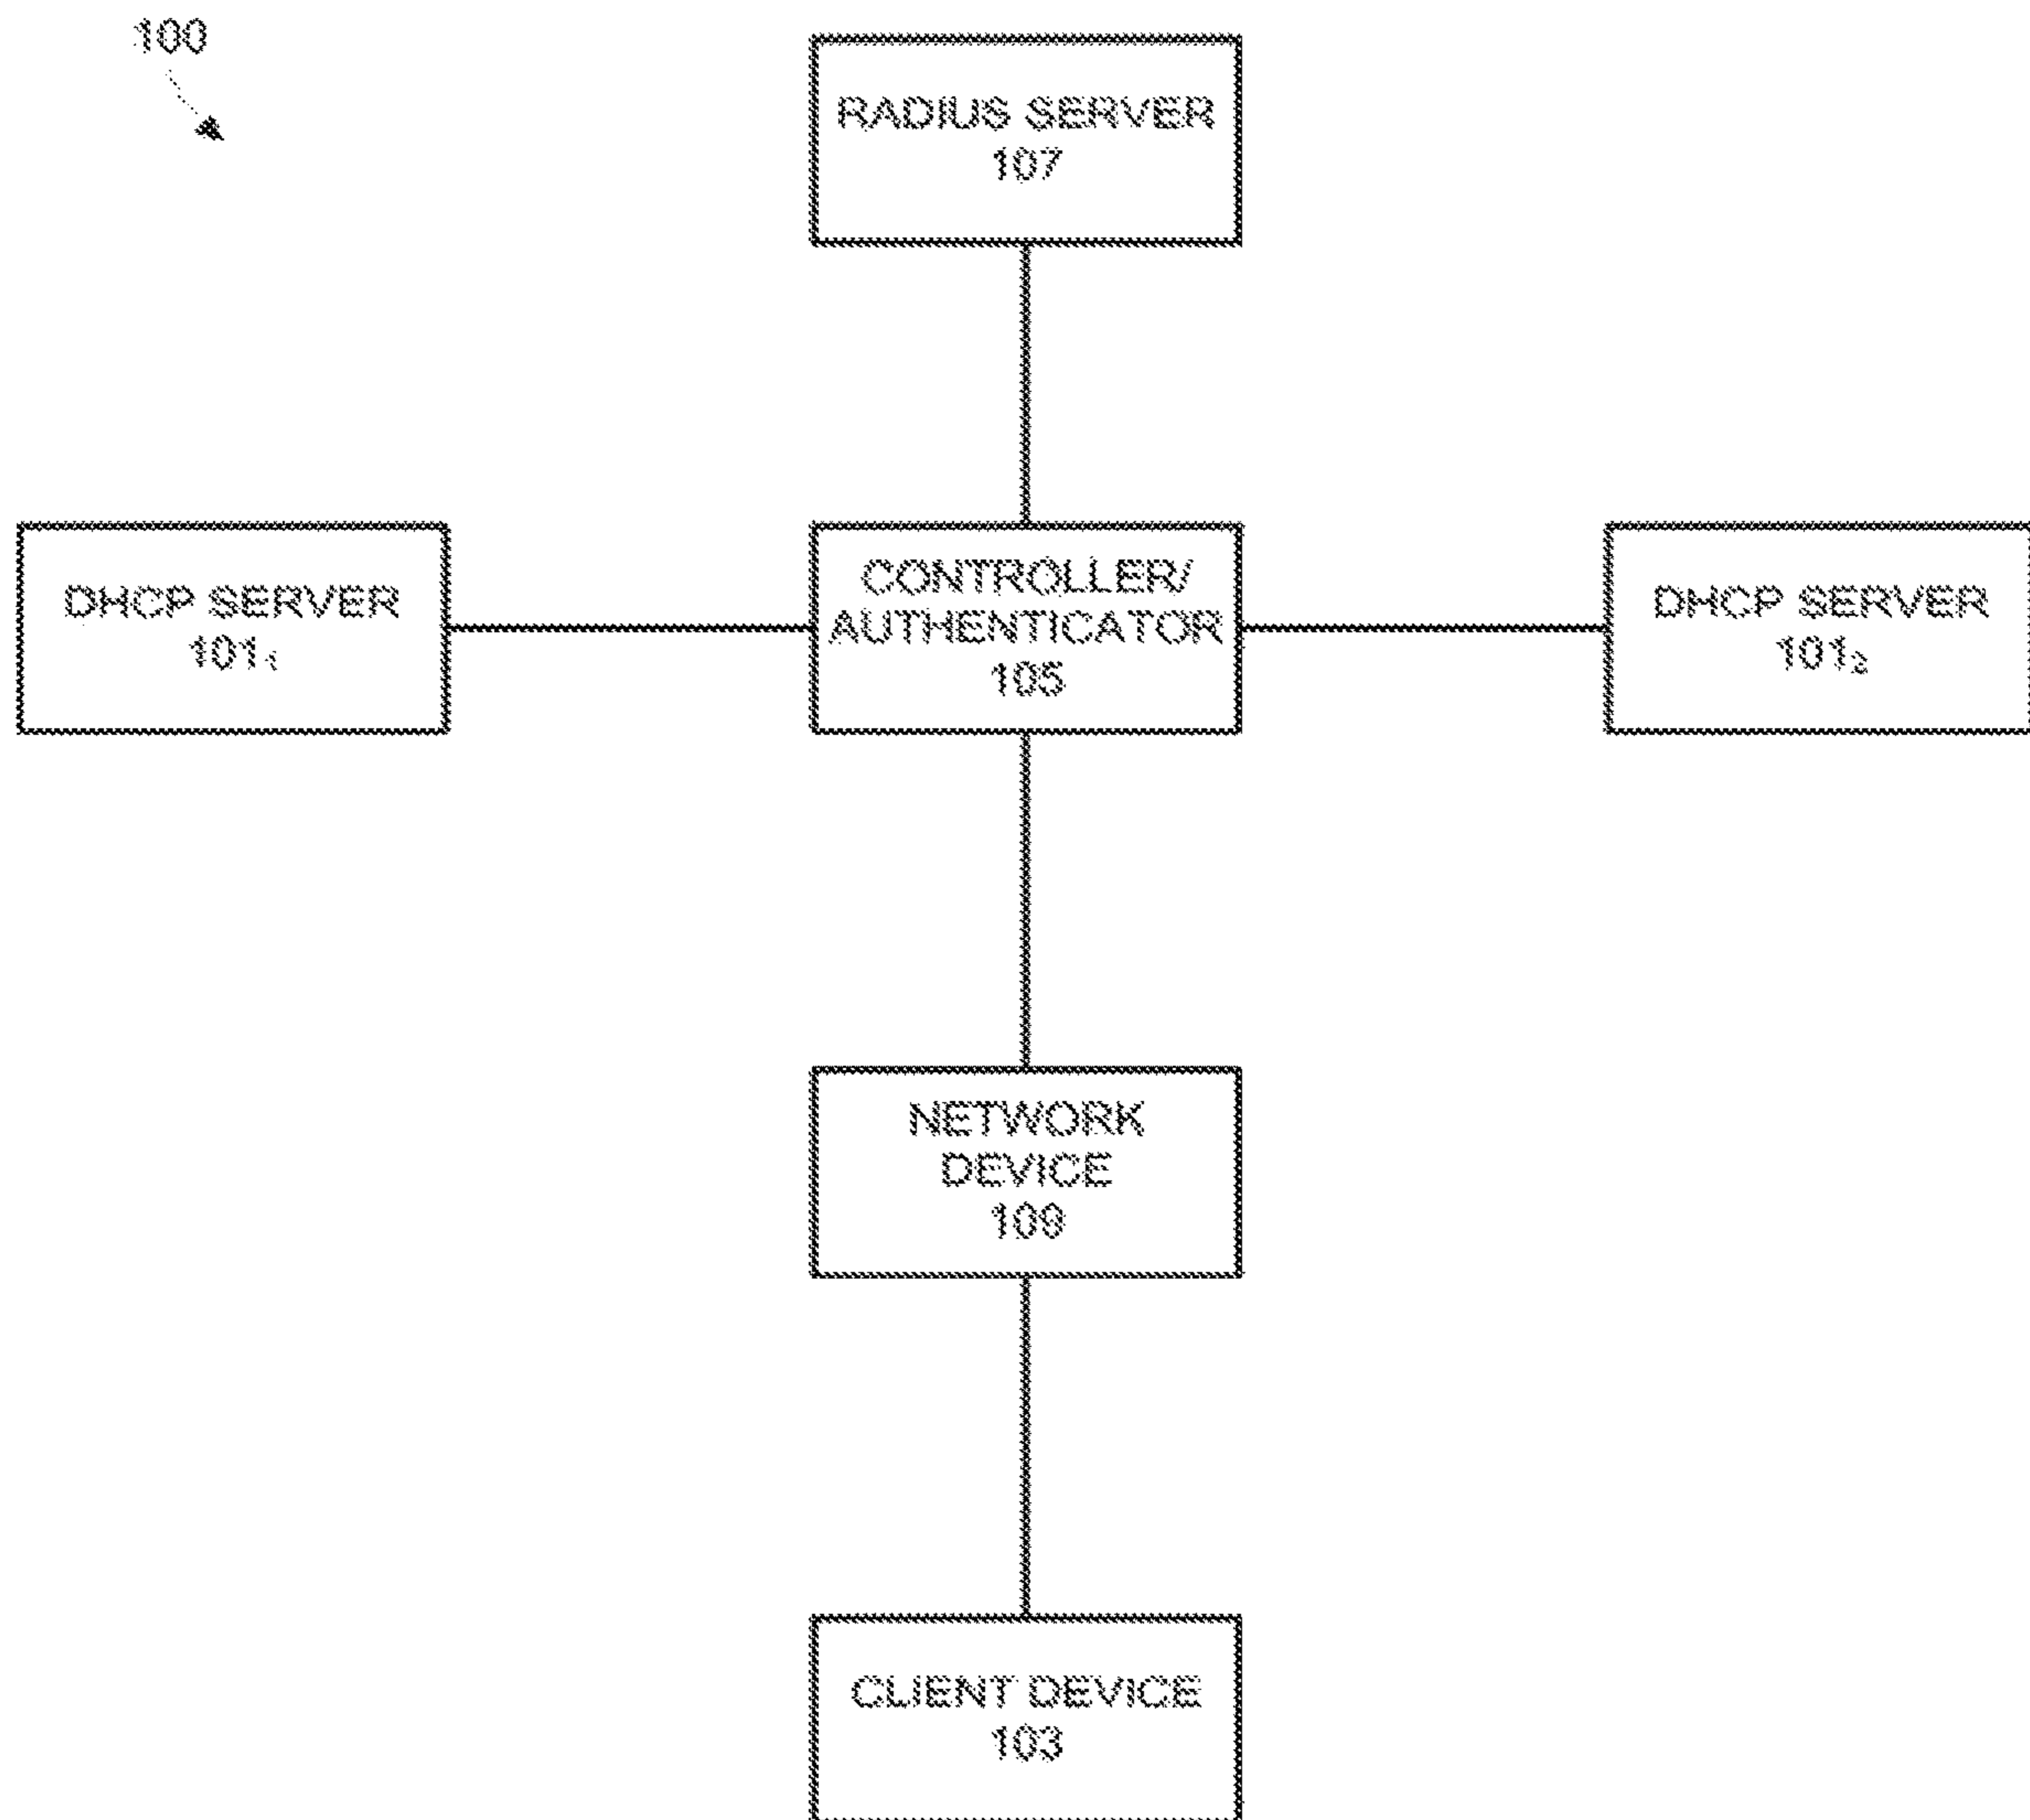 100
RADIUS SERVER
107
DHCP SERVER
101₁
CONTROLLER/
AUTHENTICATOR
105
DHCP SERVER
101₂
NETWORK
DEVICE
109
CLIENT DEVICE
103